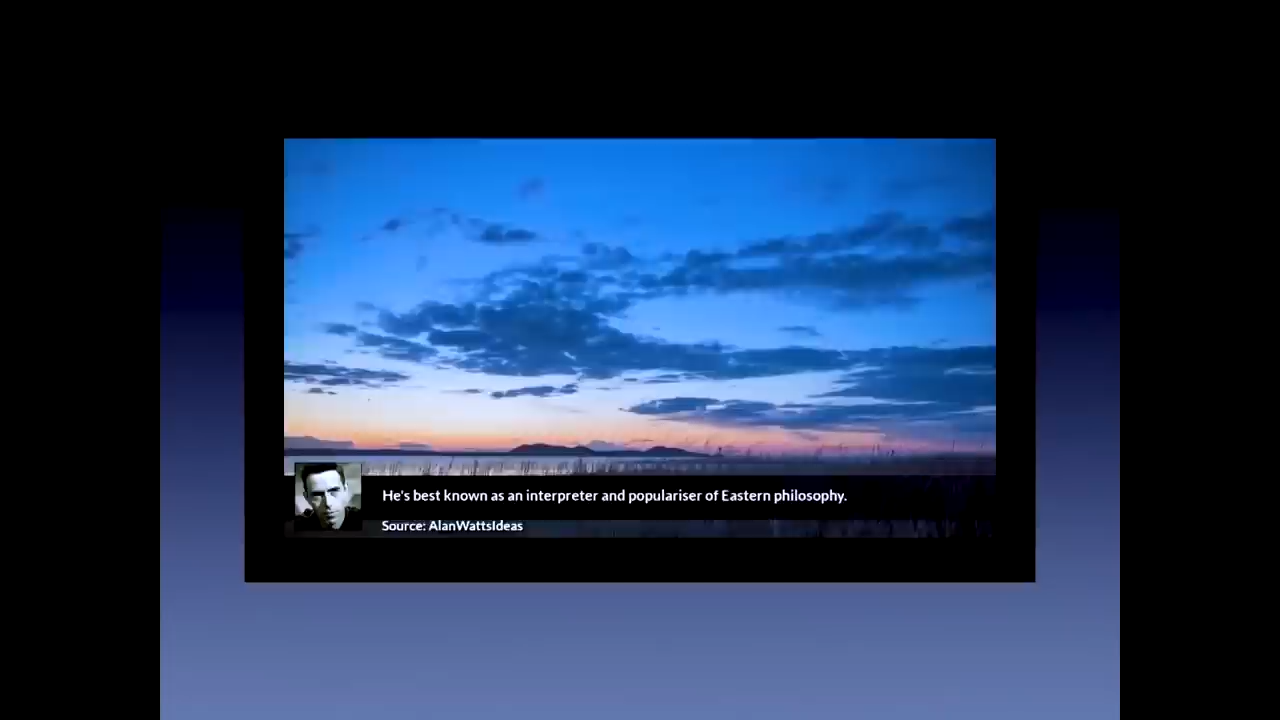 He's best known as an interpreter and populariser of Eastern philosophy.
Source: AlanWattsIdeas